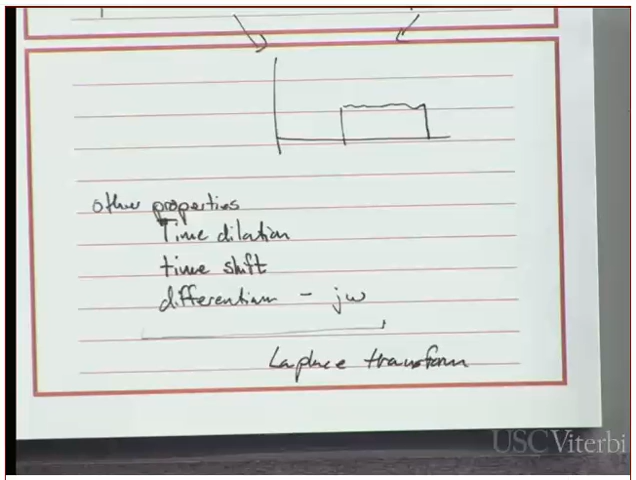 other properties
Time dilation
time shift
differentiation - jw
Laplace transform
USC Viterbi